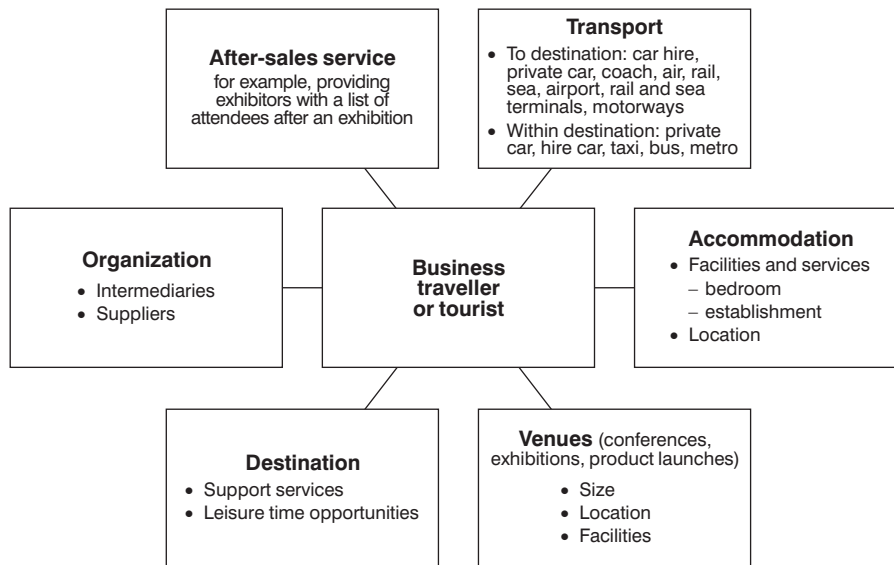 After-sales service
for example, providing
exhibitors with a list of
attendees after an exhibition
Transport
• To destination: car hire,
private car, coach, air, rail,
sea, airport, rail and sea
terminals, motorways
• Within destination: private
car, hire car, taxi, bus, metro
Organization
• Intermediaries
• Suppliers
Business
traveller
or tourist
Accommodation
• Facilities and services
– bedroom
– establishment
• Location
Destination
• Support services
• Leisure time opportunities
Venues (conferences,
exhibitions, product launches)
• Size
• Location
• Facilities